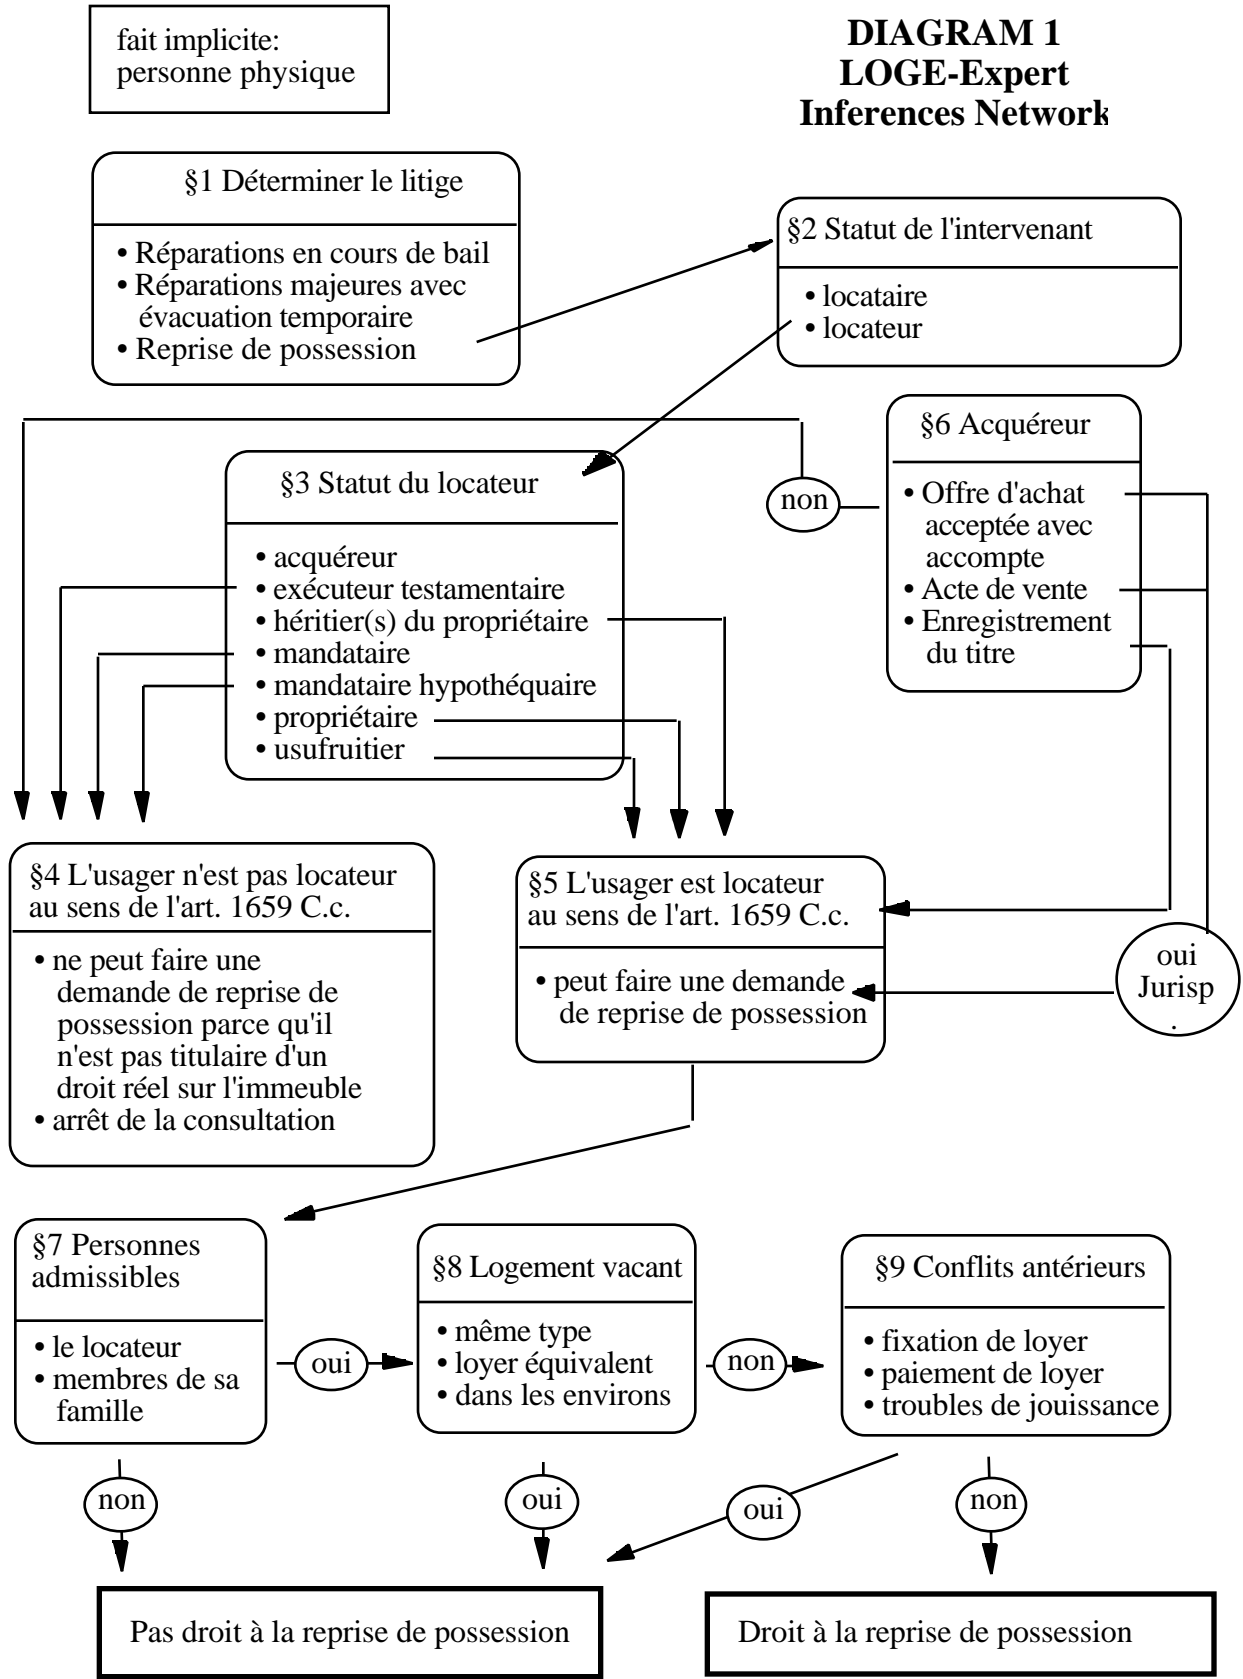 fait implicite:
personne physique
DIAGRAM 1
LOGE-Expert
Inferences Network
§1 Déterminer le litige
• Réparations en cours de bail
• Réparations majeures avec
évacuation temporaire
• Reprise de possession
§2 Statut de l'intervenant
• locataire
• locateur
§6 Acquéreur
• Offre d'achat
acceptée avec
accompte
• Acte de vente
• Enregistrement
du titre
non
§3 Statut du locateur
• acquéreur
• exécuteur testamentaire
• héritier(s) du propriétaire
• mandataire
• mandataire hypothéquaire
• propriétaire
• usufruitier
§4 L'usager n'est pas locateur
au sens de l'art. 1659 C.c.
• ne peut faire une
demande de reprise de
possession parce qu'il
n'est pas titulaire d'un
droit réel sur l'immeuble
• arrêt de la consultation
§5 L'usager est locateur
au sens de l'art. 1659 C.c.
• peut faire une demande
de reprise de possession
oui
Jurisp
.
§7 Personnes
admissibles
• le locateur
• membres de sa
famille
oui
§8 Logement vacant
• même type
• loyer équivalent
• dans les environs
non
§9 Conflits antérieurs
• fixation de loyer
• paiement de loyer
• troubles de jouissance
non
oui
oui
non
Pas droit à la reprise de possession
Droit à la reprise de possession